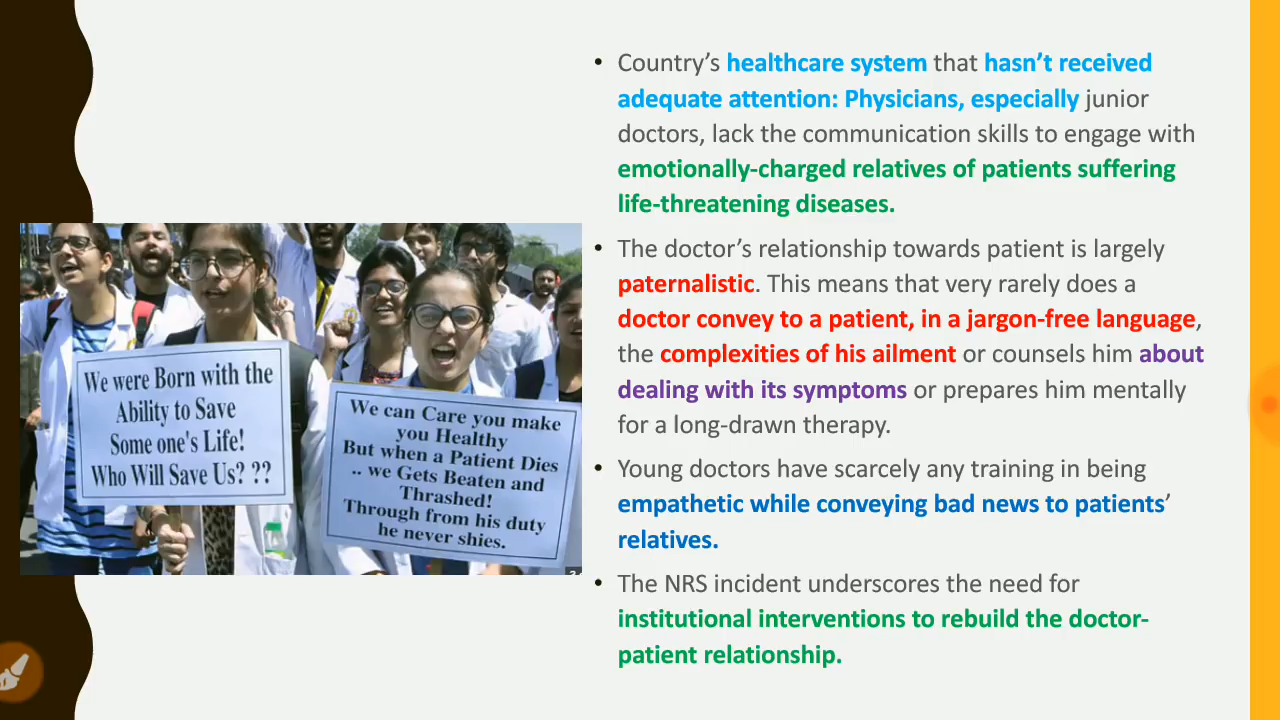 We were Born with the
Ability to Save
Some one's Life!
Who Will Save Us? ??
We can Care you make
you Healthy
But when a Patient Dies
.. we Gets Beaten and
Thrashed!
Through from his duty
he never shies.
• Country's healthcare system that hasn't received
adequate attention: Physicians, especially junior
doctors, lack the communication skills to engage with
emotionally-charged relatives of patients suffering
life-threatening diseases.
• The doctor's relationship towards patient is largely
paternalistic. This means that very rarely does a
doctor convey to a patient, in a jargon-free language,
the complexities of his ailment or counsels him about
dealing with its symptoms or prepares him mentally
for a long-drawn therapy.
• Young doctors have scarcely any training in being
empathetic while conveying bad news to patients'
relatives.
• The NRS incident underscores the need for
institutional interventions to rebuild the doctor-
patient relationship.